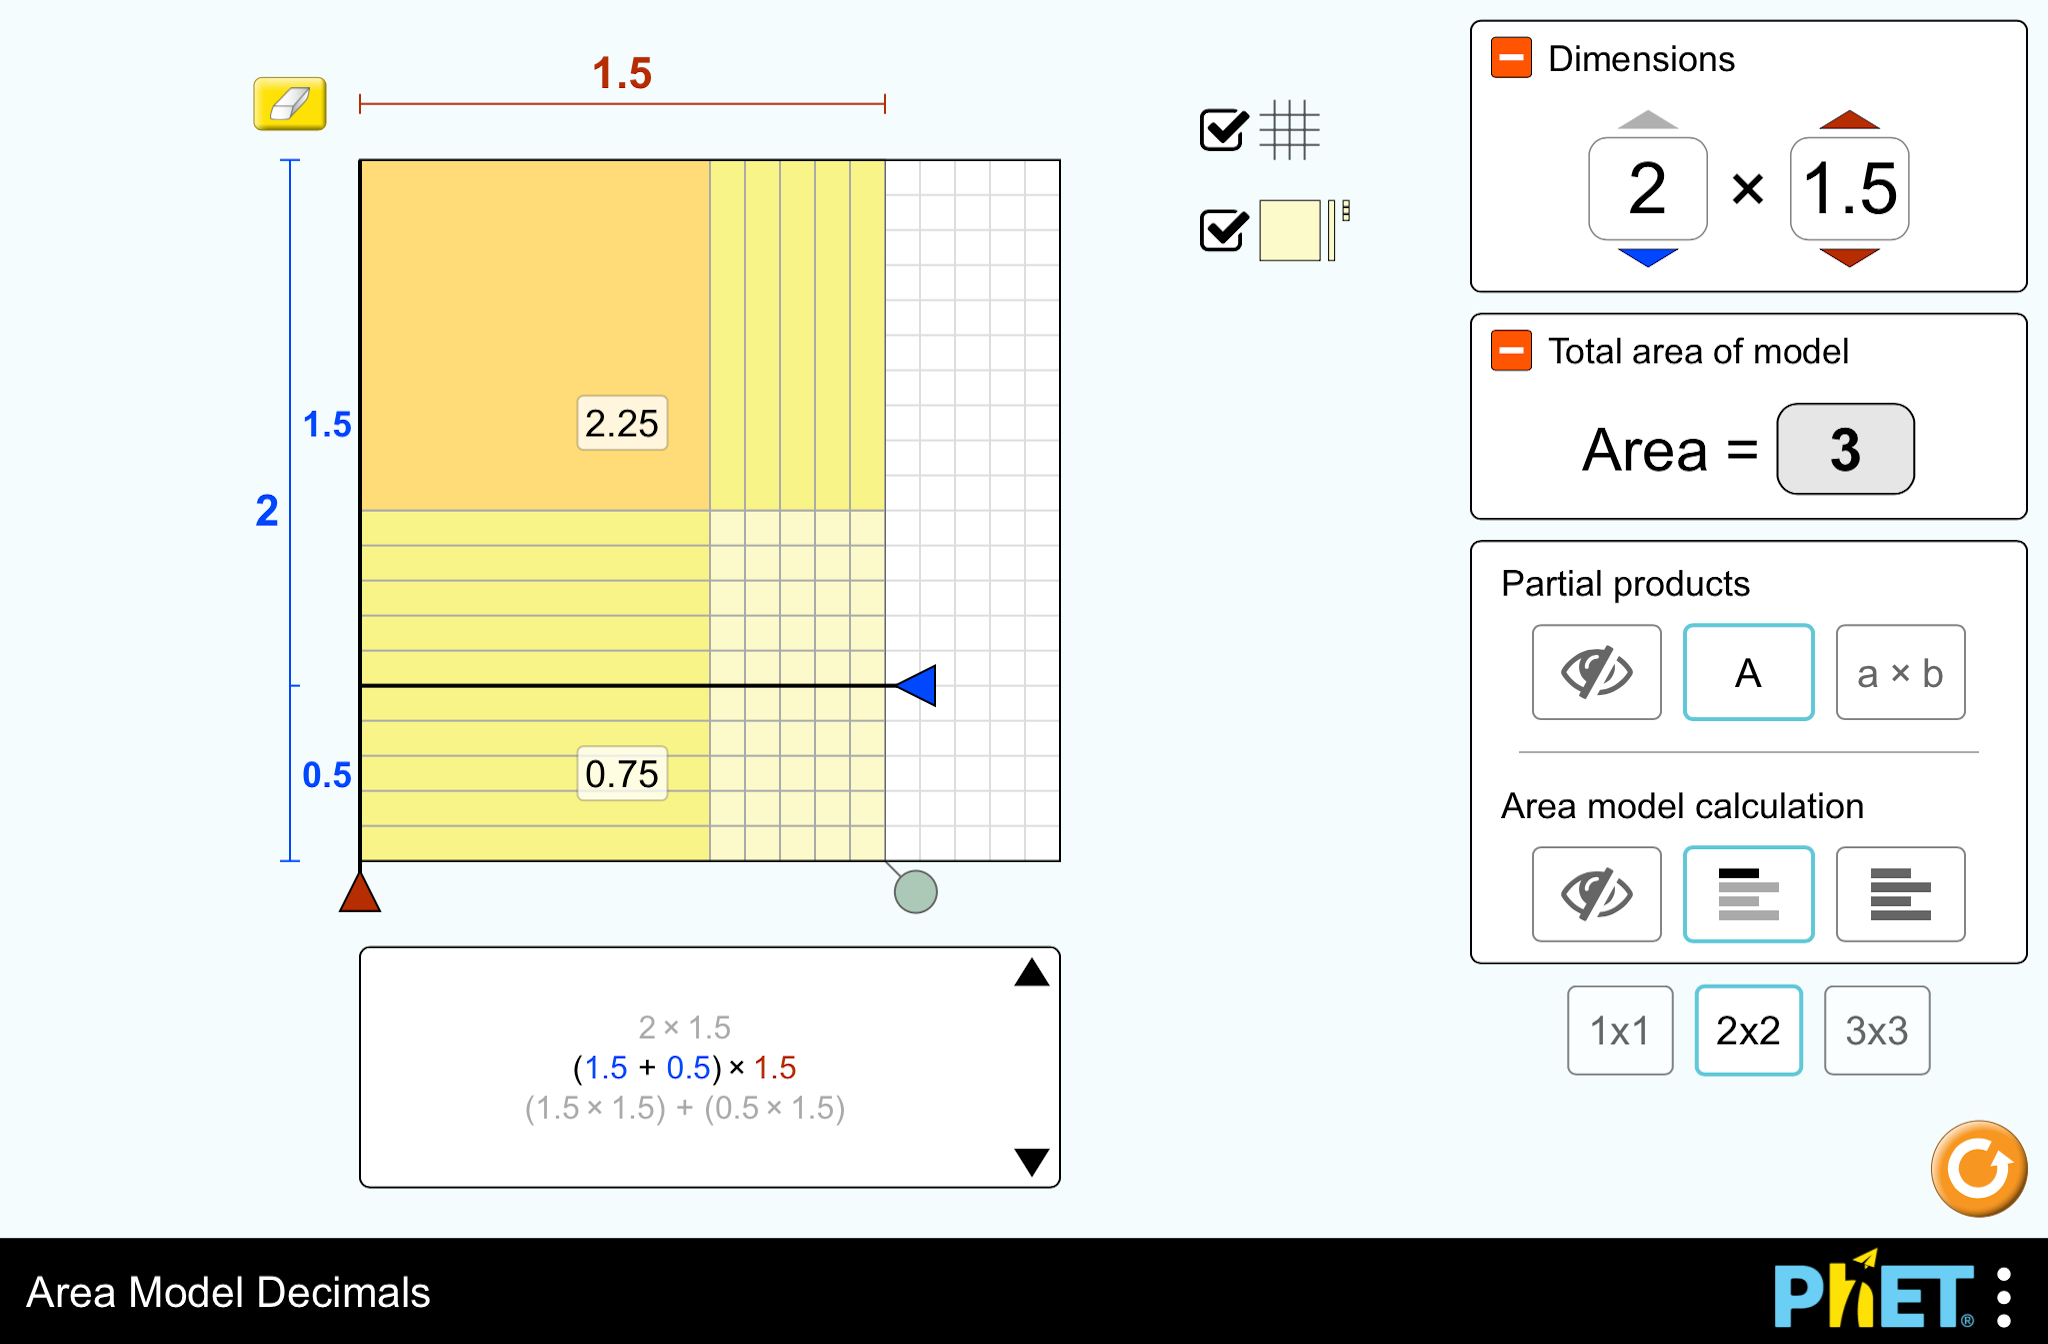 1.5
1.5
2
0.5
2.25
0.75
2 × 1.5
(1.5 + 0.5) × 1.5
(1.5 × 1.5) + (0.5 × 1.5)
Dimensions
2 × 1.5
Total area of model
Area = 3
Partial products
A
a × b
Area model calculation
1x1
2x2
3x3
Area Model Decimals
PhET®